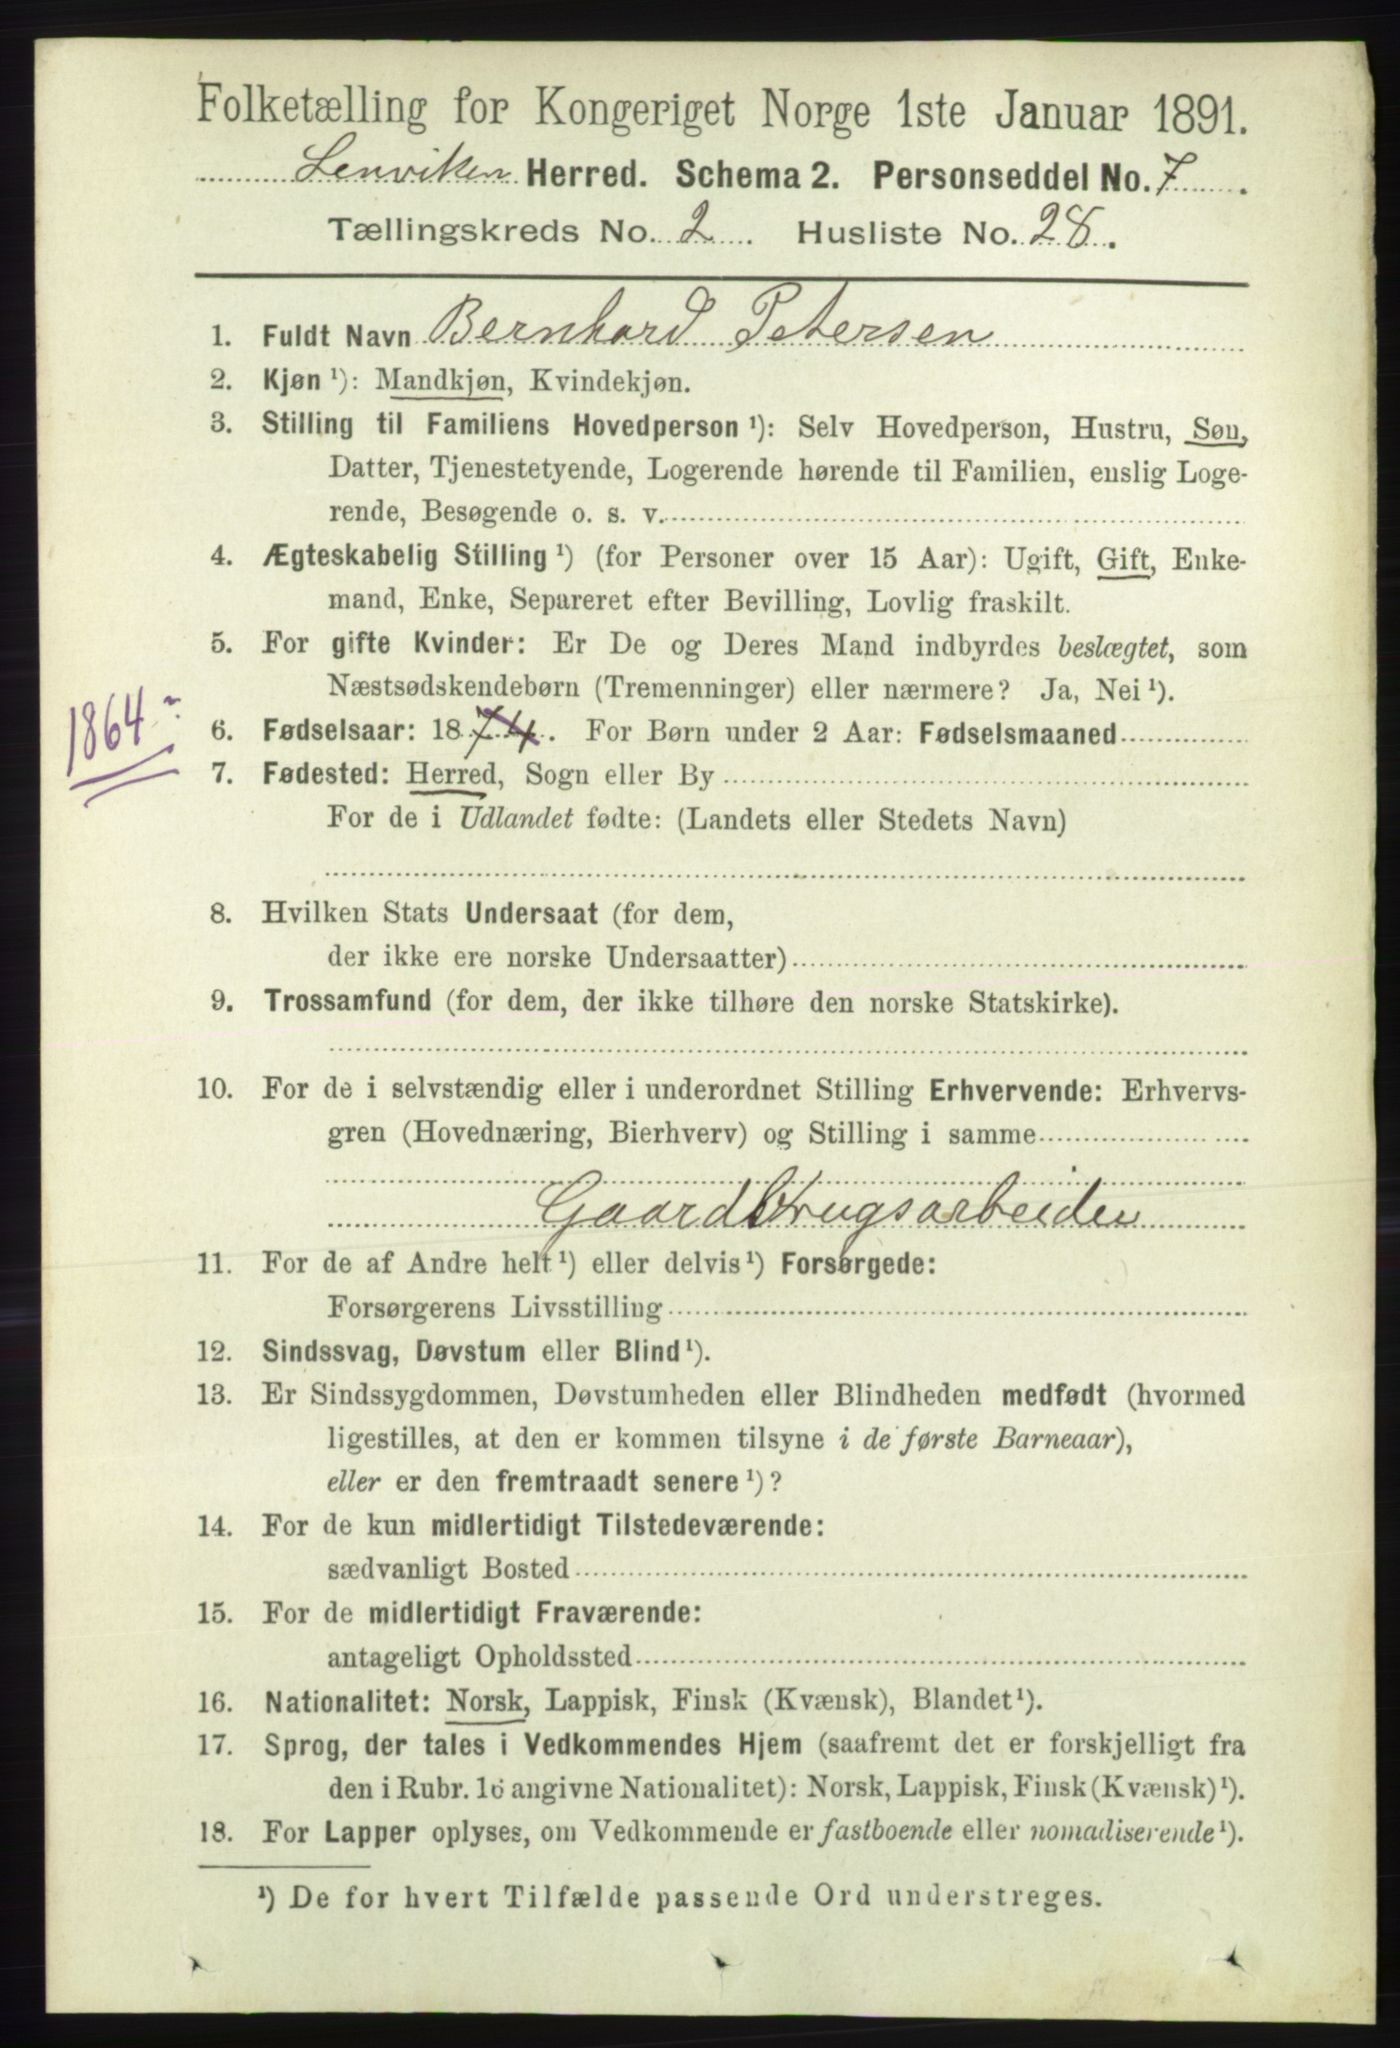 Folketælling for Kongeriget Norge 1ste Januar 1891.
Lenviken Herred. Schema 2. Personseddel No. 7
Tællingskreds No. 2. Husliste No. 28.
1. Fuldt Navn Bernhard Petersen
2. Kjøn ¹): Mandkjøn, Kvindekjøn.
3. Stilling til Familiens Hovedperson ¹): Selv Hovedperson, Hustru, Søn,
Datter, Tjenestetyende, Logerende hørende til Familien, enslig Loge-
rende, Besøgende o. s. v.
4. Ægteskabelig Stilling ¹) (for Personer over 15 Aar): Ugift, Gift, Enke-
mand, Enke, Separeret efter Bevilling, Lovlig fraskilt.
5. For gifte Kvinder: Er De og Deres Mand indbyrdes beslægtet, som
Næstsødskendebørn (Tremenninger) eller nærmere? Ja, Nei ¹).
1864
6. Fødselsaar: 1874. For Børn under 2 Aar: Fødselsmaaned
7. Fødested: Herred, Sogn eller By
For de i Udlandet fødte: (Landets eller Stedets Navn)
8. Hvilken Stats Undersaat (for dem,
der ikke ere norske Undersaatter)
9. Trossamfund (for dem, der ikke tilhøre den norske Statskirke).
10. For de i selvstændig eller i underordnet Stilling Erhvervende: Erhvervs-
gren (Hovednæring, Bierhverv) og Stilling i samme
Gaardbrugsarbeider
11. For de af Andre helt ¹) eller delvis ¹) Forsørgede:
Forsørgerens Livsstilling
12. Sindssvag, Døvstum eller Blind ¹).
13. Er Sindssygdommen, Døvstumheden eller Blindheden medfødt (hvormed
ligestilles, at den er kommen tilsyne i de første Barneaar),
eller er den fremtraadt senere ¹)?
14. For de kun midlertidigt Tilstedeværende:
sædvanligt Bosted
15. For de midlertidigt Fraværende:
antageligt Opholdssted
16. Nationalitet: Norsk, Lappisk, Finsk (Kvænsk), Blandet ¹).
17. Sprog, der tales i Vedkommendes Hjem (saafremt det er forskjelligt fra
den i Rubr. 16 angivne Nationalitet): Norsk, Lappisk, Finsk (Kvænsk) ¹).
18. For Lapper oplyses, om Vedkommende er fastboende eller nomadiserende ¹).
¹) De for hvert Tilfælde passende Ord understreges.